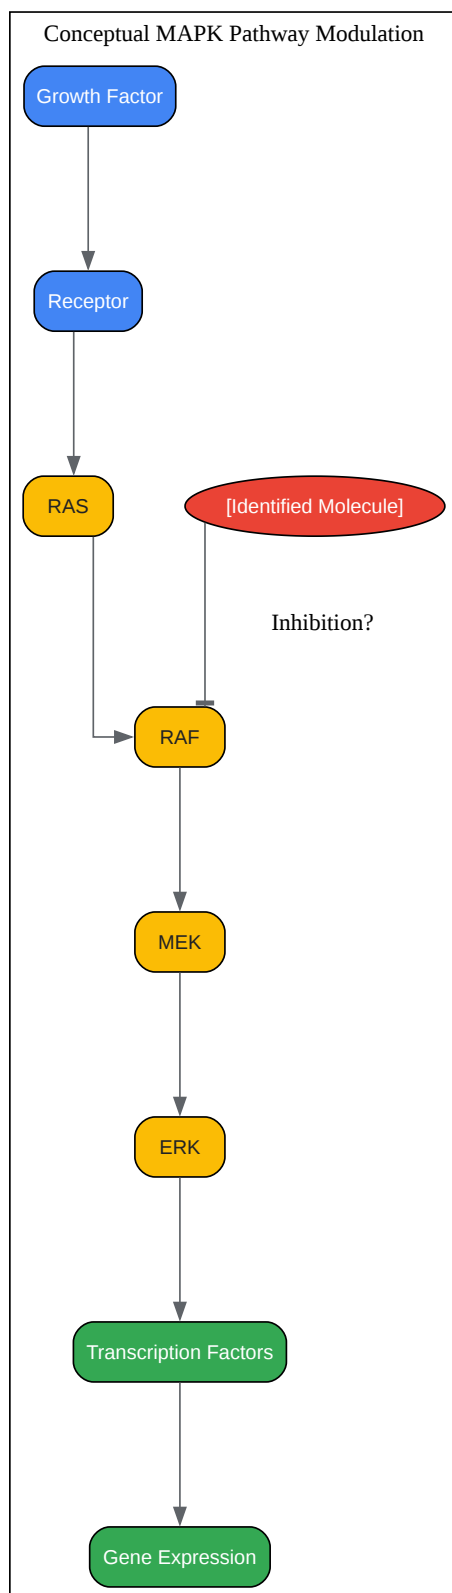 Conceptual MAPK Pathway Modulation
Growth Factor
Receptor
RAS
[Identified Molecule]
Inhibition?
RAF
MEK
ERK
Transcription Factors
Gene Expression